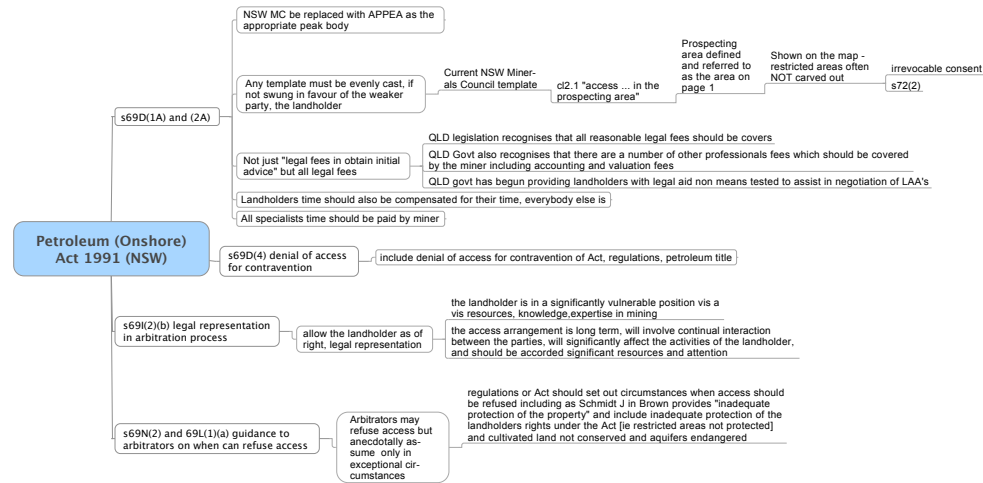 Petroleum (Onshore)
Act 1991 (NSW)
s69D(1A) and (2A)
NSW MC be replaced with APPEA as the
appropriate peak body
Any template must be evenly cast, if
not swung in favour of the weaker
party, the landholder
Current NSW Miner-
als Council template
cl2.1 "access ... in the
prospecting area"
Prospecting
area defined
and referred to
as the area on
page 1
Shown on the map -
restricted areas often
NOT carved out
irrevocable consent
s72(2)
Not just "legal fees in obtain initial
advice" but all legal fees
QLD legislation recognises that all reasonable legal fees should be covers
QLD Govt also recognises that there are a number of other professionals fees which should be covered
by the miner including accounting and valuation fees
QLD govt has begun providing landholders with legal aid non means tested to assist in negotiation of LAA's
Landholders time should also be compensated for their time, everybody else is
All specialists time should be paid by miner
s69D(4) denial of access
for contravention
include denial of access for contravention of Act, regulations, petroleum title
s69I(2)(b) legal representation
in arbitration process
allow the landholder as of
right, legal representation
the landholder is in a significantly vulnerable position vis a
vis resources, knowledge,expertise in mining
the access arrangement is long term, will involve continual interaction
between the parties, will significantly affect the activities of the landholder,
and should be accorded significant resources and attention
s69N(2) and 69L(1)(a) guidance to
arbitrators on when can refuse access
Arbitrators may
refuse access but
anecdotally as-
sume only in
exceptional cir-
cumstances
regulations or Act should set out circumstances when access should
be refused including as Schmidt J in Brown provides "inadequate
protection of the property" and include inadequate protection of the
landholders rights under the Act [ie restricted areas not protected]
and cultivated land not conserved and aquifers endangered